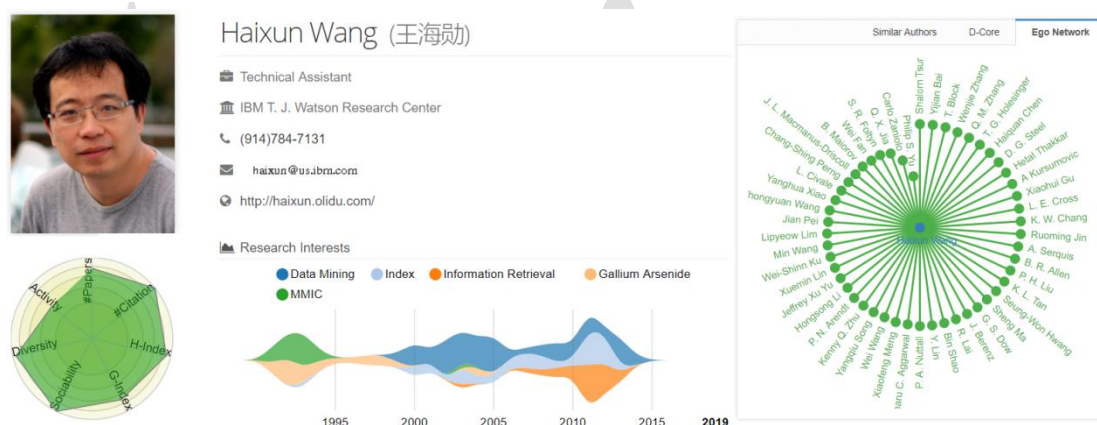 Haixun Wang (王海勋)
Technical Assistant
IBM T. J. Watson Research Center
(914)784-7131
haixun@us.ibm.com
http://haixun.olidu.com/
Research Interests
Data Mining
Index
Information Retrieval
Gallium Arsenide
MMIC
1995
2000
2005
2010
2015
2019
#Papers
#Citation
H-Index
G-Index
Sociability
Diversity
Activity
Similar Authors
D-Core
Ego Network
Shalom Tsur
Yijian Bai
T. Block
Wenjie Zhang
Q. M. Zhang
T. G. Holesinger
Haiquan Chen
D. G. Steel
Hetal Thakkar
A Kursumovic
Xiaohui Gu
L. E. Cross
K. W. Chang
Ruoming Jin
A. Serquis
B. R. Allen
P. H. Liu
K. L. Tan
Seung-Won Hwang
Sheng Ma
G. S. Dow
J. Berenz
R. Lai
Bin Shao
Y. Lin
P. A. Nuttall
haru C. Aggarwal
Xiaofeng Meng
Wei Wang
Yangqiu Song
Kenny Q. Zhu
P. N. Arendt
Hongsong Li
Jeffrey Xu Yu
Xuemin Lin
Wei-Shinn Ku
Min Wang
Lipyeow Lim
Jian Pei
hongyuan Wang
Yanghua Xiao
L. Civale
Chang-Shing Perng
J. L. Macmanus-Driscoll
B. Maiorov
Wei Fan
S. R. Foltyn
Q. X. Jia
Carlo Zaniolo
Philip S. Yu
Haixun Wang